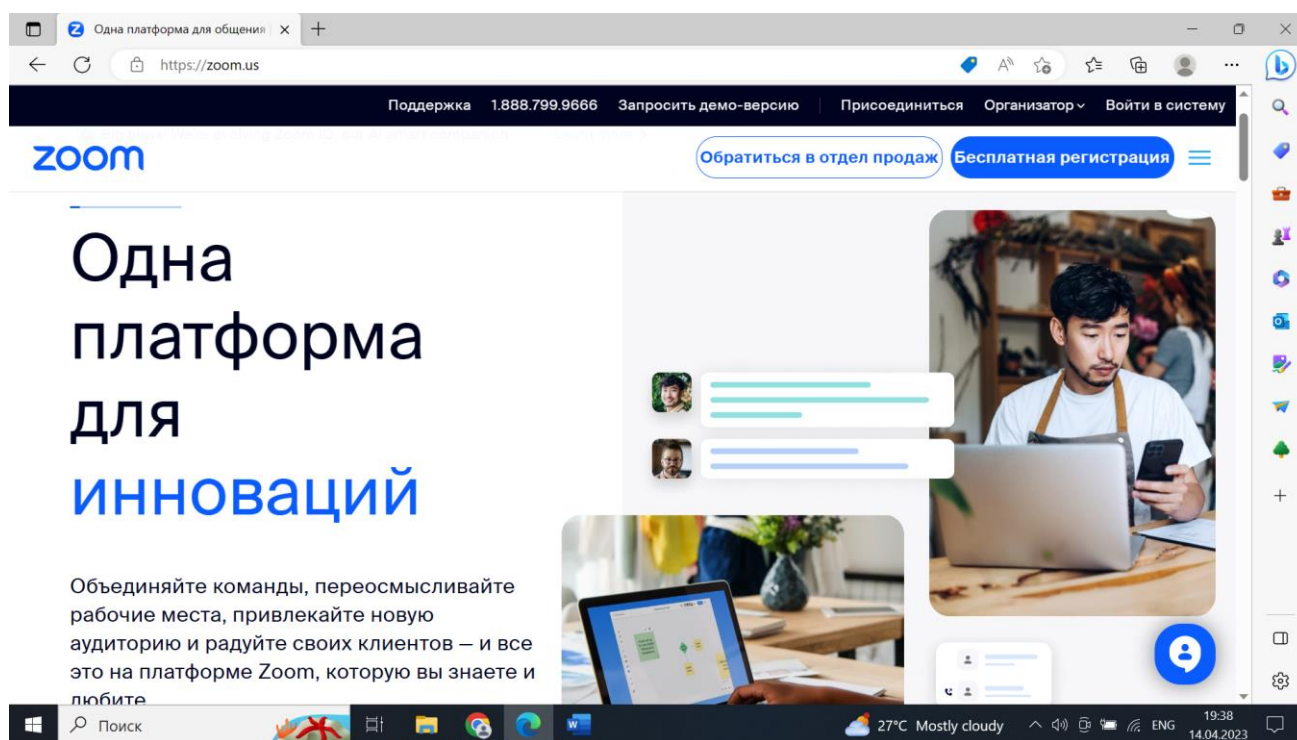 Одна платформа для общения
https://zoom.us
Поддержка 1.888.799.9666 Запросить демо-версию Присоединиться Организатор Войти в систему
zoom
Обратиться в отдел продаж Бесплатная регистрация
Одна
платформа
для
инноваций
Объединяйте команды, переосмысливайте
рабочие места, привлекайте новую
аудиторию и радуйте своих клиентов — и все
это на платформе Zoom, которую вы знаете и
любите
Поиск
27°C Mostly cloudy
ENG
19:38
14.04.2023